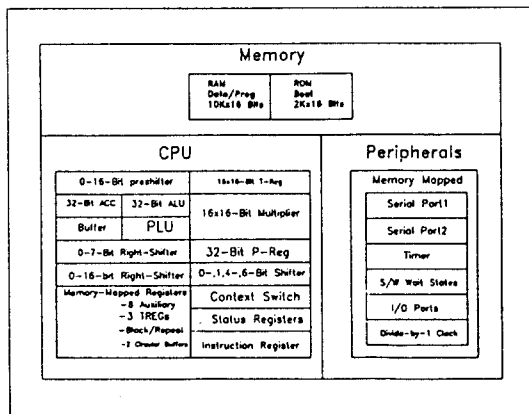 Memory
RAM
Data/Prog
10Kx16 Bits
ROM
Boot
2Kx16 Bits
CPU
0-16-Bit preshifter
16x16-Bit T-Reg
32-Bit ACC
32-Bit ALU
16x16-Bit Multiplier
Buffer
PLU
0-7-Bit Right-Shifter
32-Bit P-Reg
0-16-bit Right-Shifter
0-,1,4-,6-Bit Shifter
Memory-Mapped Registers
-8 Auxiliary
-3 TREGs
-Block/Repeat
-2 Circular Buffers
Context Switch
Status Registers
Instruction Register
Peripherals
Memory Mapped
Serial Port1
Serial Port2
Timer
S/W Wait States
I/O Ports
Divide-by-1 Clock